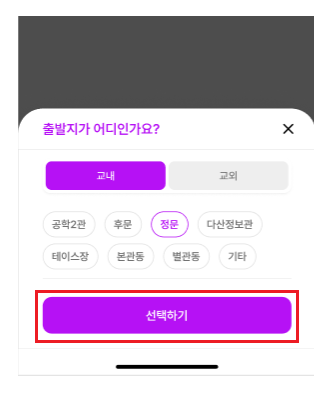 출발지가 어디인가요?
교내 교외
공학2관 후문 정문 다산정보관
테이스장 본관동 별관동 기타
선택하기